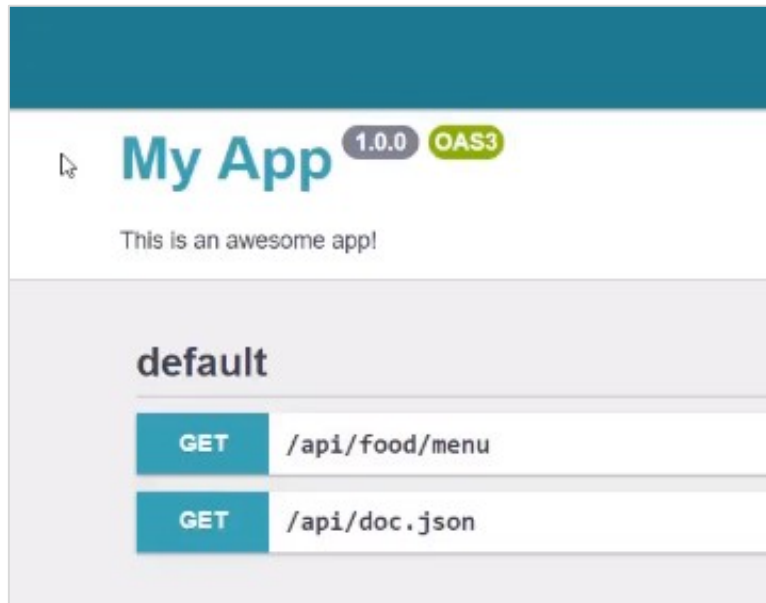 My App 1.0.0 OAS3
This is an awesome app!
default
GET /api/food/menu
GET /api/doc.json